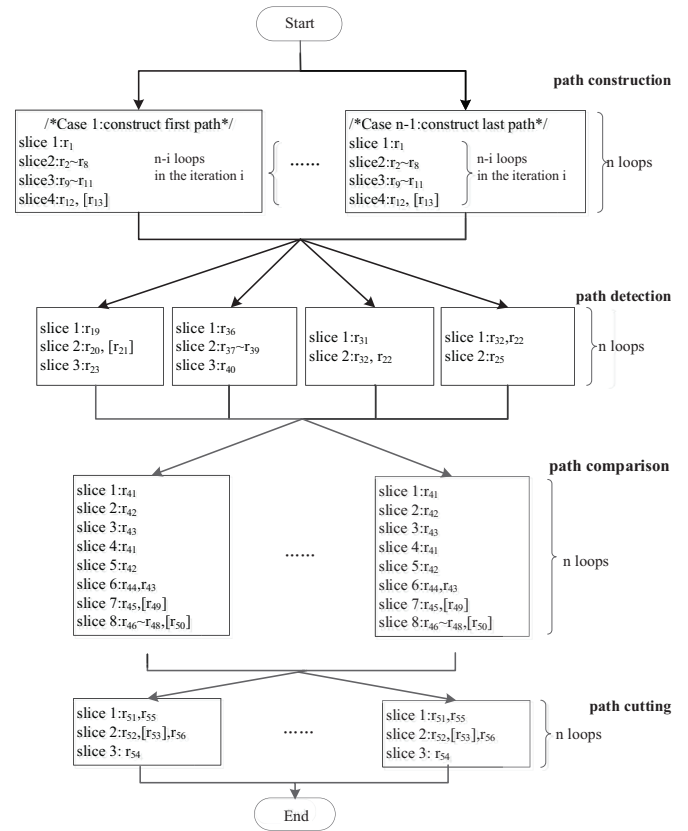 Start
path construction
/*Case 1:construct first path*/
slice 1:r₁
slice2:r₂~r₈
slice3:r₉~r₁₁
slice4:r₁₂, [r₁₃]
n-i loops
in the iteration i
......
/*Case n-1:construct last path*/
slice 1:r₁
slice2:r₂~r₈
slice3:r₉~r₁₁
slice4:r₁₂, [r₁₃]
n-i loops
in the iteration i
n loops
path detection
slice 1:r₁₉
slice 2:r₂₀, [r₂₁]
slice 3:r₂₃
slice 1:r₃₆
slice 2:r₃₇~r₃₉
slice 3:r₄₀
slice 1:r₃₁
slice 2:r₃₂, r₂₂
slice 1:r₃₂,r₂₂
slice 2:r₂₅
n loops
path comparison
slice 1:r₄₁
slice 2:r₄₂
slice 3:r₄₃
slice 4:r₄₁
slice 5:r₄₂
slice 6:r₄₄,r₄₃
slice 7:r₄₅,[r₄₉]
slice 8:r₄₆~r₄₈,[r₅₀]
......
slice 1:r₄₁
slice 2:r₄₂
slice 3:r₄₃
slice 4:r₄₁
slice 5:r₄₂
slice 6:r₄₄,r₄₃
slice 7:r₄₅,[r₄₉]
slice 8:r₄₆~r₄₈,[r₅₀]
n loops
path cutting
slice 1:r₅₁,r₅₅
slice 2:r₅₂,[r₅₃],r₅₆
slice 3: r₅₄
......
slice 1:r₅₁,r₅₅
slice 2:r₅₂,[r₅₃],r₅₆
slice 3: r₅₄
n loops
End